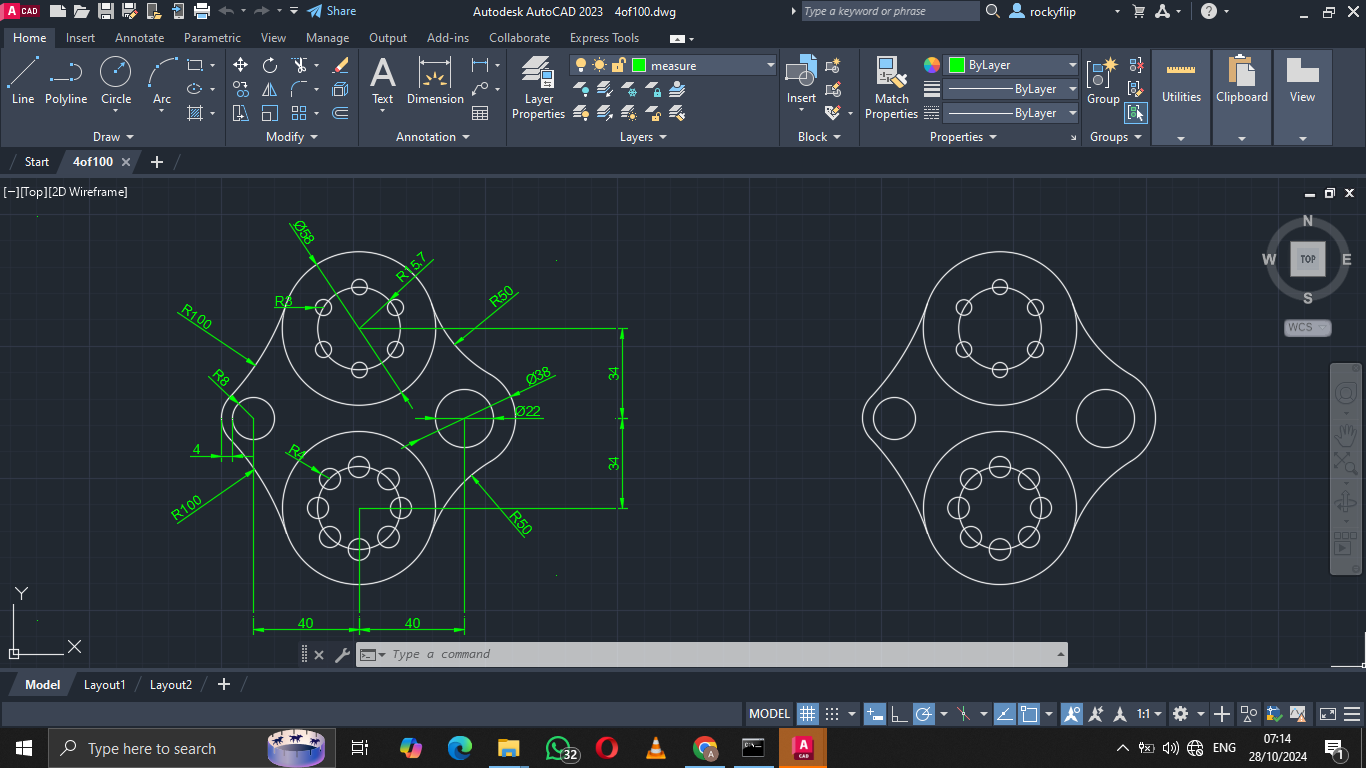 A CAD
Share
Autodesk AutoCAD 2023 4of100.dwg
Type a keyword or phrase
rockyflip
Home Insert Annotate Parametric View Manage Output Add-ins Collaborate Express Tools
Line Polyline Circle Arc
Draw
Modify
Text Dimension
Annotation
Layer Properties
measure
Layers
Insert
Block
Match Properties
ByLayer
ByLayer
ByLayer
Properties
Group
Groups
Utilities
Clipboard
View
Start 4of100
[−][Top][2D Wireframe]
Ø58
R15.7
R3
R50
R100
R8
Ø38
Ø22
34
4
R4
34
R100
R50
40 40
N
W TOP E
S
WCS
Y
X
Type a command
Model Layout1 Layout2
MODEL
1:1
Type here to search
32
A
A CAD
ENG
07:14
28/10/2024
1